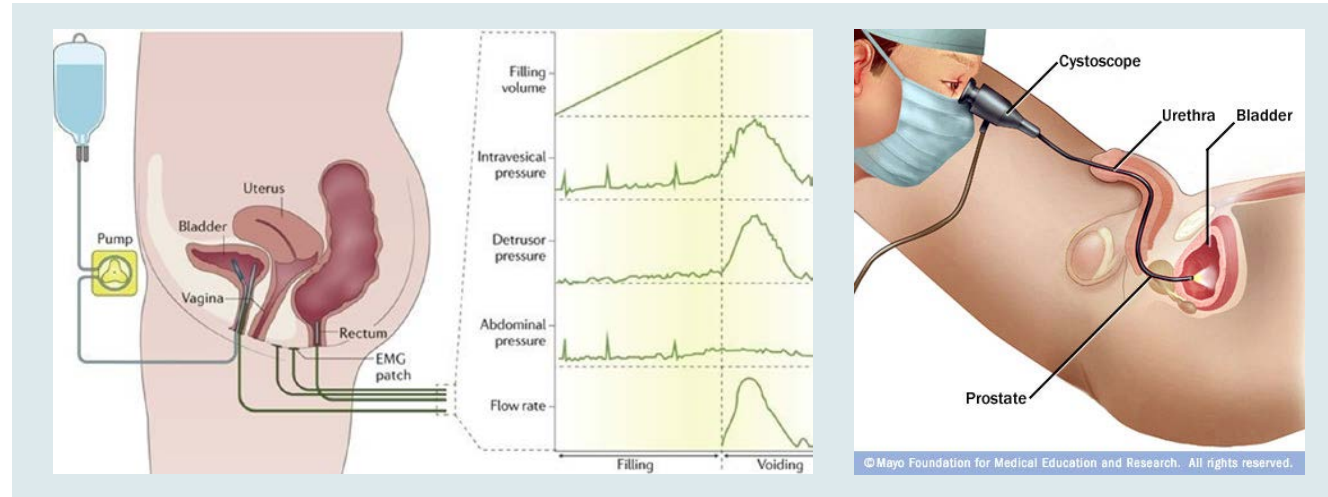 Filling
volume
Intravesical
pressure
Detrusor
pressure
Abdominal
pressure
Flow rate
Filling
Voiding
Uterus
Bladder
Pump
Vagina
Rectum
EMG
patch
Cystoscope
Urethra
Bladder
Prostate
©Mayo Foundation for Medical Education and Research. All rights reserved.